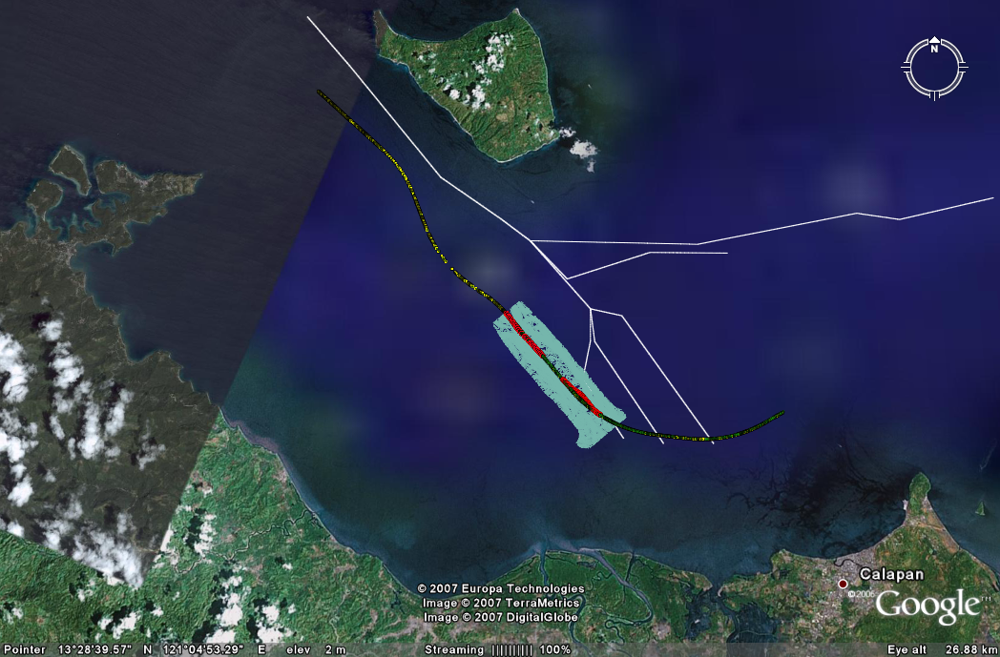 N
Calapan
© 2007 Europa Technologies
Image © 2007 TerraMetrics
Image © 2007 DigitalGlobe
©2006 Google™
Pointer 13°28'39.57" N 121°04'53.29" E elev 2 m Streaming |||||||||| 100% Eye alt 26.88 km